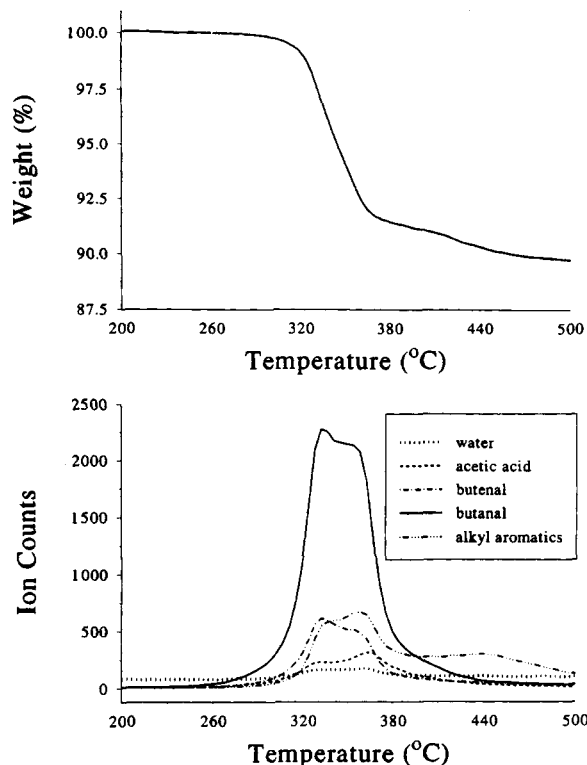 100.0
97.5
95.0
92.5
90.0
87.5
Weight (%)
200 260 320 380 440 500
Temperature (°C)
2500
2000
1500
1000
500
0
Ion Counts
water
acetic acid
butenal
butanal
alkyl aromatics
200 260 320 380 440 500
Temperature (°C)